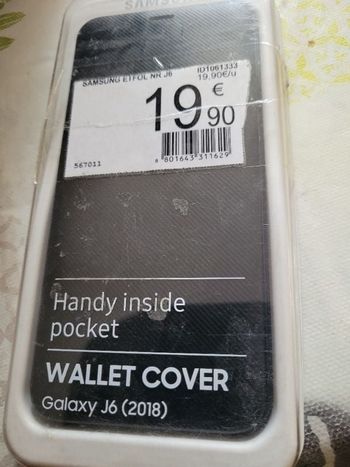 SAMSUNG
SAMSUNG ETFOL NR J6
ID1061333
19.90€/u
19 € 90
8 801643 311629
567011
Handy inside
pocket
WALLET COVER
Galaxy J6 (2018)